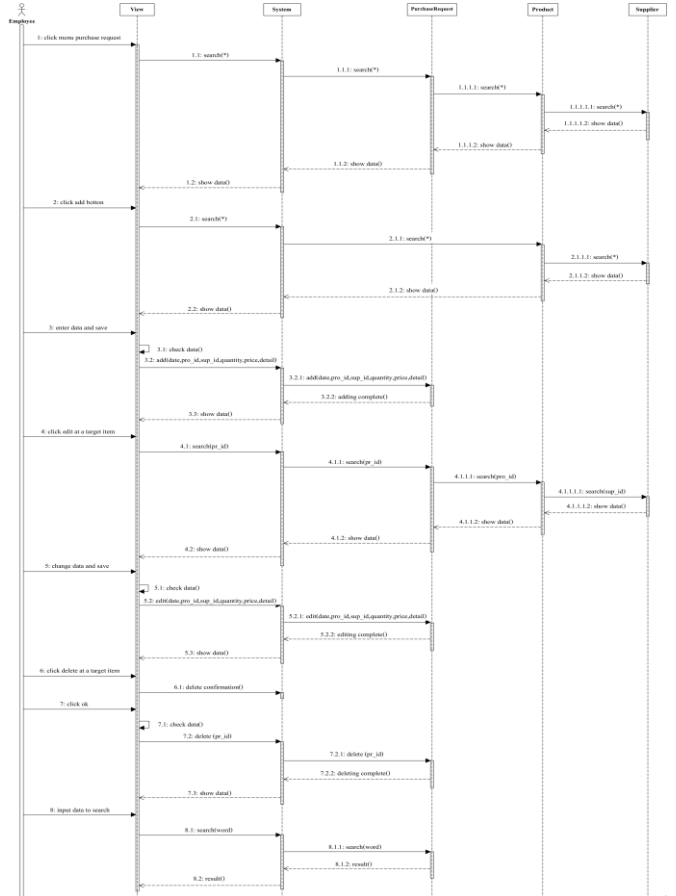 View
System
PurchaseRequest
Product
Supplier
Employee
1: click menu purchase request
1.1: search(*)
1.1.1: search(*)
1.1.1.1: search(*)
1.1.1.1.1: search(*)
1.1.1.1.2: show data()
1.1.1.2: show data()
1.1.2: show data()
1.2: show data()
2: click add botton
2.1: search(*)
2.1.1: search(*)
2.1.1.1: search(*)
2.1.1.2: show data()
2.1.2: show data()
2.2: show data()
3: enter data and save
3.1: check data()
3.2: add(date,pro_id,sup_id,quantity,price,detail)
3.2.1: add(date,pro_id,sup_id,quantity,price,detail)
3.2.2: adding complete()
3.3: show data()
4: click edit at a target item
4.1: search(pr_id)
4.1.1: search(pr_id)
4.1.1.1: search(pro_id)
4.1.1.1.1: search(sup_id)
4.1.1.1.2: show data()
4.1.1.2: show data()
4.1.2: show data()
4.2: show data()
5: change data and save
5.1: check data()
5.2: edit(date,pro_id,sup_id,quantity,price,detail)
5.2.1: edit(date,pro_id,sup_id,quantity,price,detail)
5.2.2: editing complete()
5.3: show data()
6: click delete at a target item
6.1: delete confirmation()
7: click ok
7.1: check data()
7.2: delete (pr_id)
7.2.1: delete (pr_id)
7.2.2: deleting complete()
7.3: show data()
8: input data to search
8.1: search(word)
8.1.1: search(word)
8.1.2: result()
8.2: result()